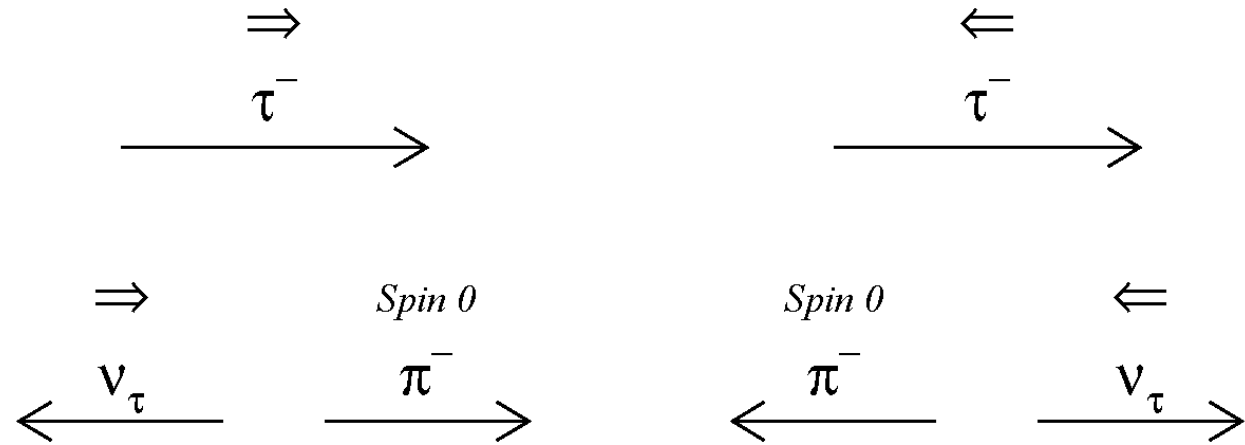 ⇒ ⇐
τ⁻ τ⁻
⇒ Spin 0 Spin 0 ⇐
ν_τ π⁻ π⁻ ν_τ